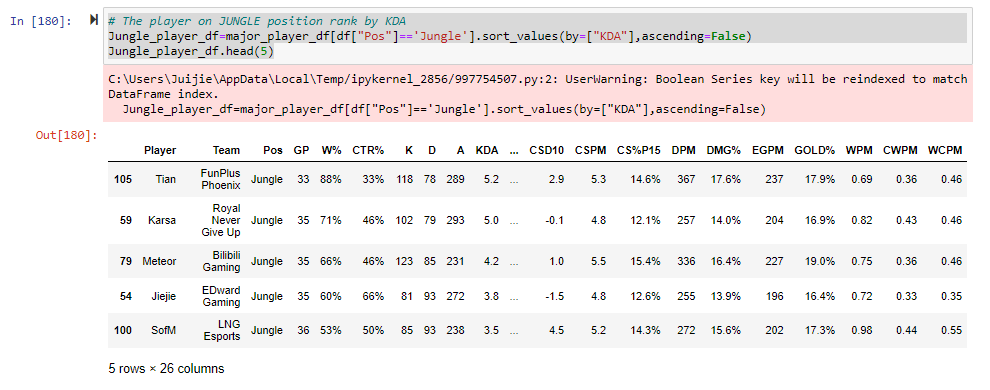 In [180]:
# The player on JUNGLE position rank by KDA
Jungle_player_df=major_player_df[df["Pos"]=='Jungle'].sort_values(by=["KDA"],ascending=False)
Jungle_player_df.head(5)
C:\Users\Juijie\AppData\Local\Temp/ipykernel_2856/997754507.py:2: UserWarning: Boolean Series key will be reindexed to match
DataFrame index.
  Jungle_player_df=major_player_df[df["Pos"]=='Jungle'].sort_values(by=["KDA"],ascending=False)
Out[180]:
Player Team Pos GP W% CTR% K D A KDA ... CSD10 CSPM CS%P15 DPM DMG% EGPM GOLD% WPM CWPM WCPM
105 Tian FunPlus Phoenix Jungle 33 88% 33% 118 78 289 5.2 ... 2.9 5.3 14.6% 367 17.6% 237 17.9% 0.69 0.36 0.46
59 Karsa Royal Never Give Up Jungle 35 71% 46% 102 79 293 5.0 ... -0.1 4.8 12.1% 257 14.0% 204 16.9% 0.82 0.43 0.46
79 Meteor Bilibili Gaming Jungle 35 66% 46% 123 85 231 4.2 ... 1.0 5.5 15.4% 336 16.4% 227 19.0% 0.75 0.36 0.46
54 Jiejie EDward Gaming Jungle 35 60% 66% 81 93 272 3.8 ... -1.5 4.8 12.6% 255 13.9% 196 16.4% 0.72 0.33 0.35
100 SofM LNG Esports Jungle 36 53% 50% 85 93 238 3.5 ... 4.5 5.2 14.3% 272 15.6% 202 17.3% 0.98 0.44 0.55
5 rows × 26 columns